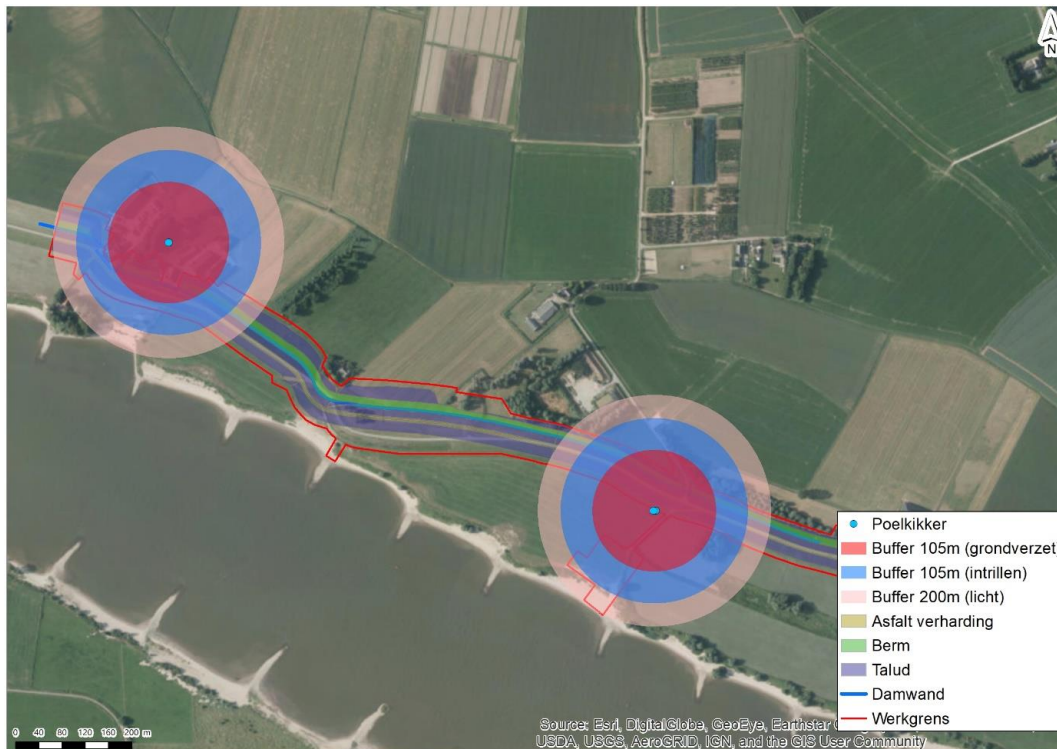 N
Poelkikker
Buffer 105m (grondverzet
Buffer 105m (intrillen)
Buffer 200m (licht)
Asfalt verharding
Berm
Talud
Damwand
Werkgrens
0 40 80 120 160 200 m
Source: Esri, DigitalGlobe, GeoEye, Earthstar
USDA, USGS, AeroGRID, IGN, and the GIS User Community